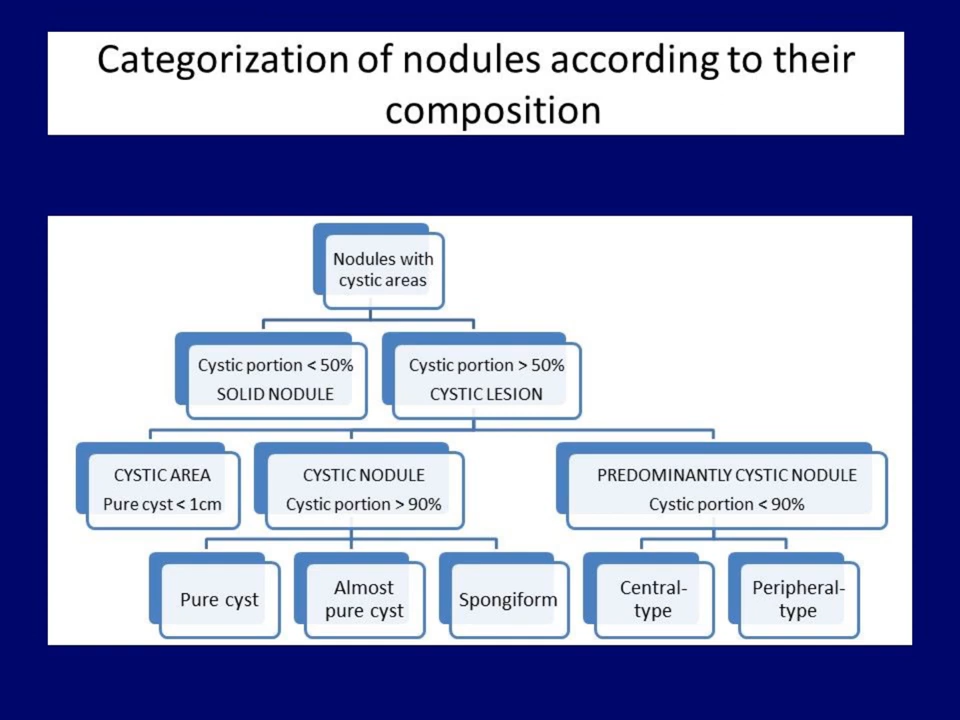 Categorization of nodules according to their
composition
Nodules with
cystic areas
Cystic portion < 50%
SOLID NODULE
Cystic portion > 50%
CYSTIC LESION
CYSTIC AREA
Pure cyst < 1cm
CYSTIC NODULE
Cystic portion > 90%
PREDOMINANTLY CYSTIC NODULE
Cystic portion < 90%
Pure cyst
Almost
pure cyst
Spongiform
Central-
type
Peripheral-
type